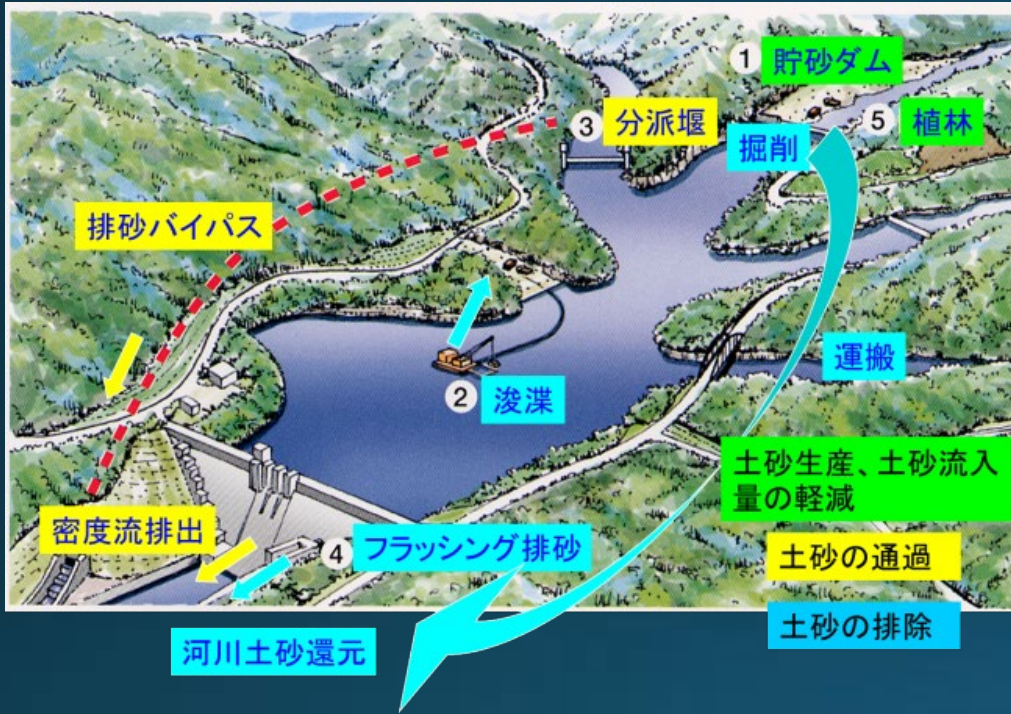 1 貯砂ダム
3 分派堰
5 植林
掘削
排砂バイパス
運搬
2 浚渫
土砂生産、土砂流入
量の軽減
密度流排出
4 フラッシング排砂
土砂の通過
土砂の排除
河川土砂還元